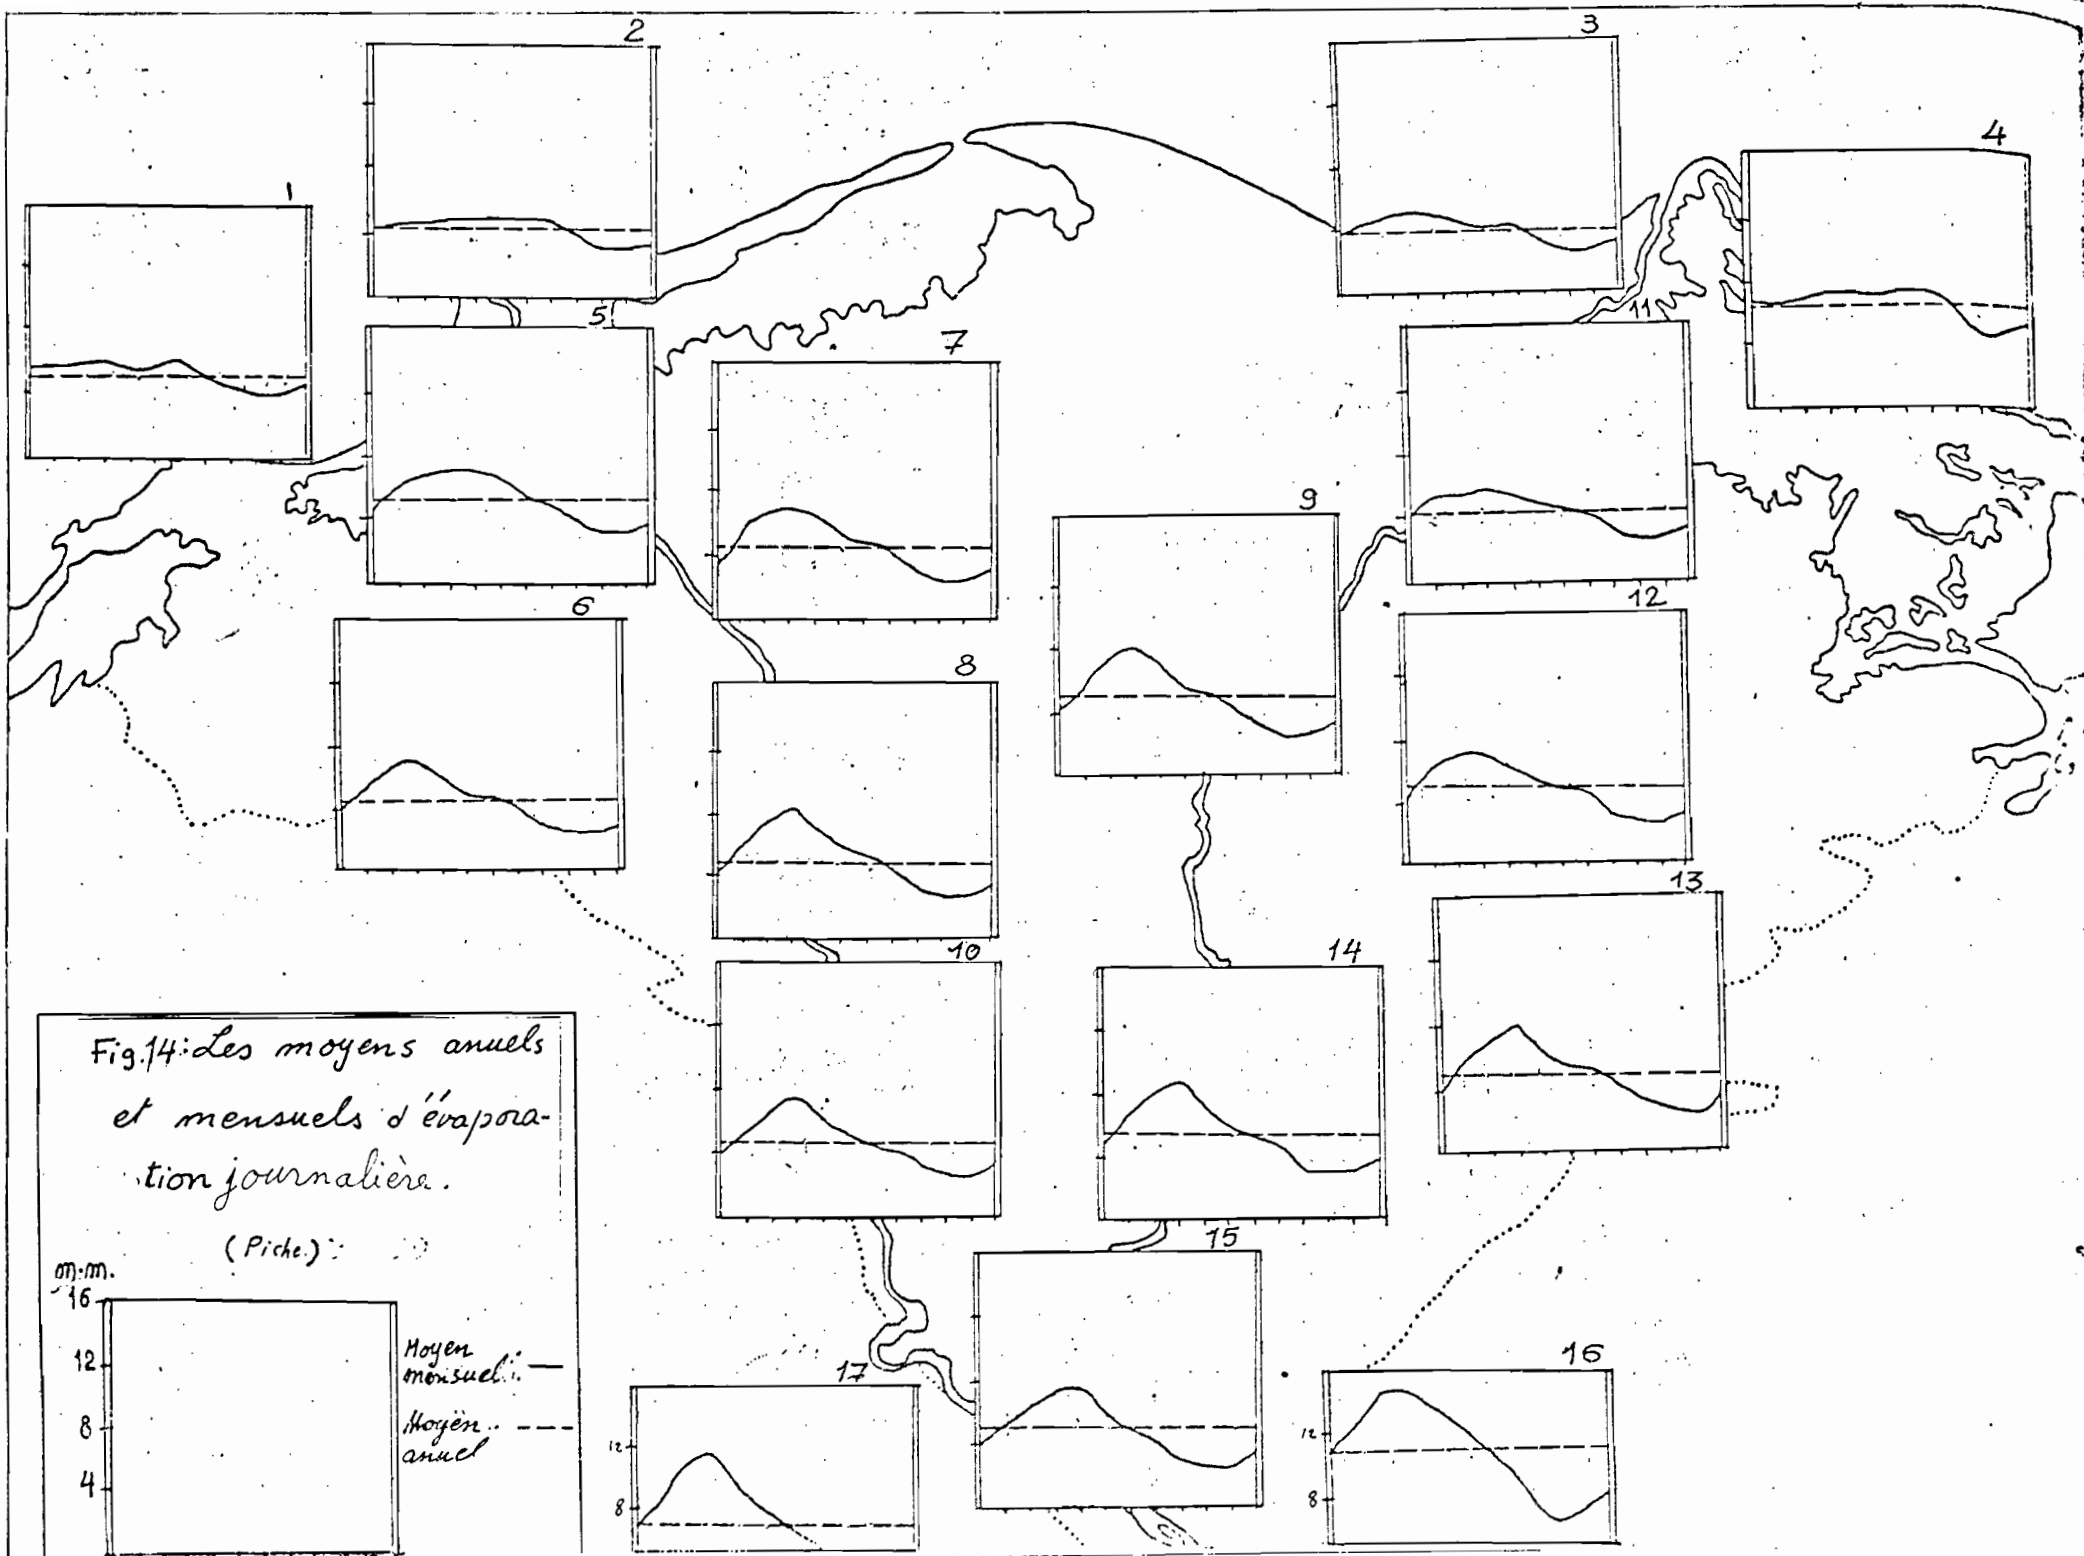 2
3
4
1
5
11
7
9
6
12
8
13
10
14
Fig.14: Les moyens anuels
et mensuels d'évapora-
tion journalière.
(Piche)
15
m.m.
16
12
8
4
Moyen
mensuel :
Moyen
anuel
17
12
8
16
12
8